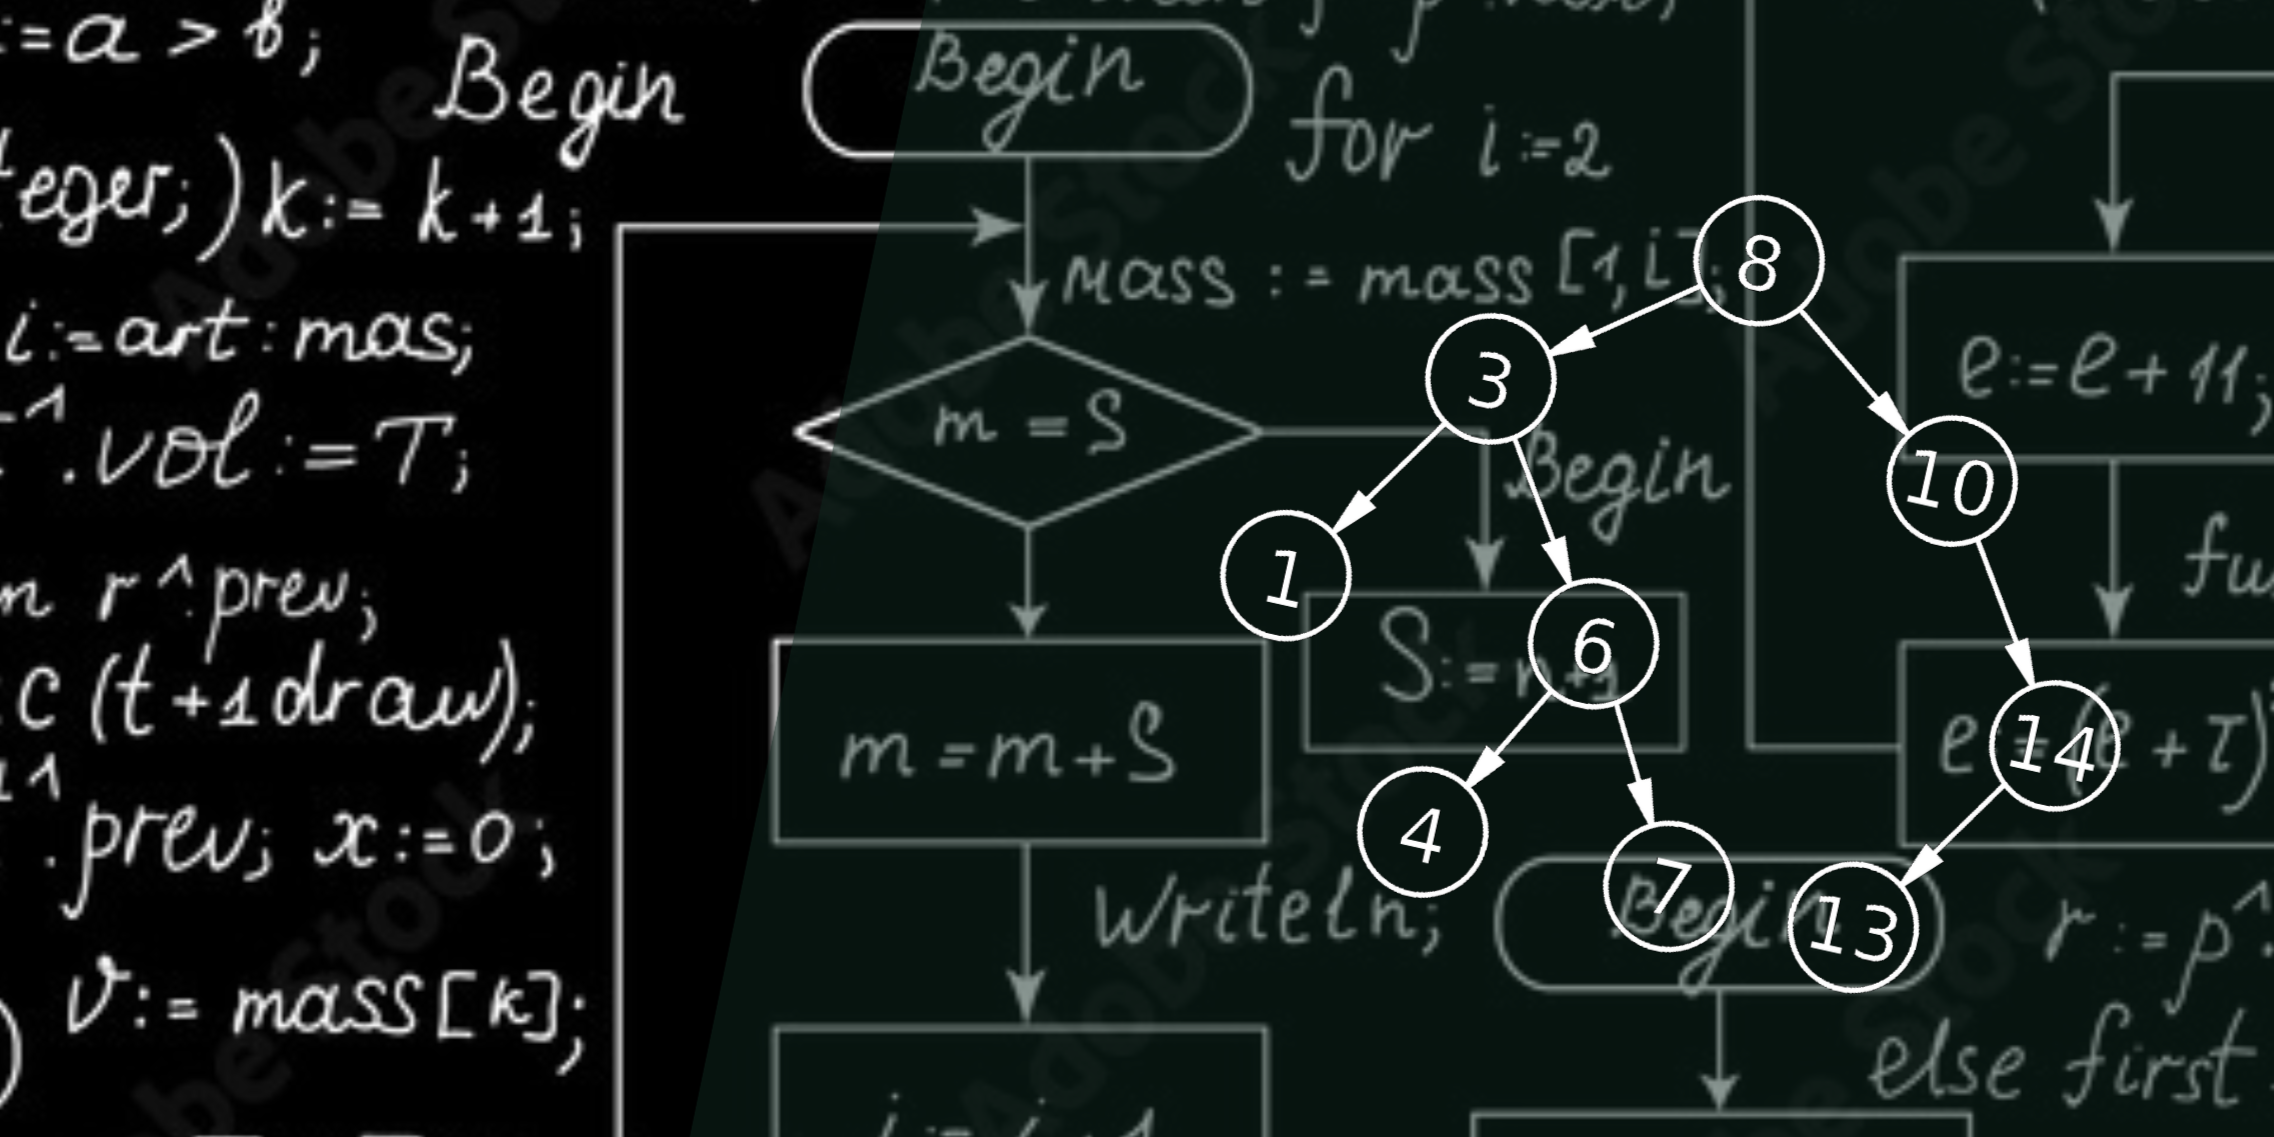 :=a > b;
Begin
Begin
for i:=2
k:= k+1;
mass := mass [1,i];
8
3
i:=art:mas;
e:=e+11;
m = S
.vol:=T;
Begin
10
1
r^.prev;
S:=n+1
6
(t+1draw);
m = m + S
14
4
.prev; x:=0;
7
Writeln;
Begin
13
r:=p^.
v:= mass[k];
else first